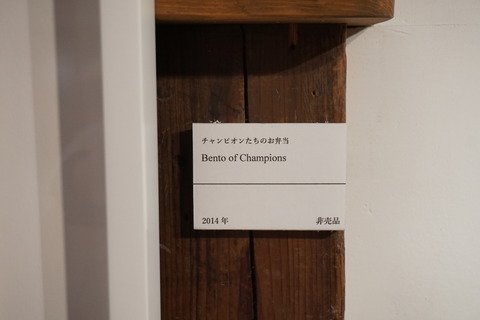 チャンピオンたちのお弁当
Bento of Champions
2014 年 非売品